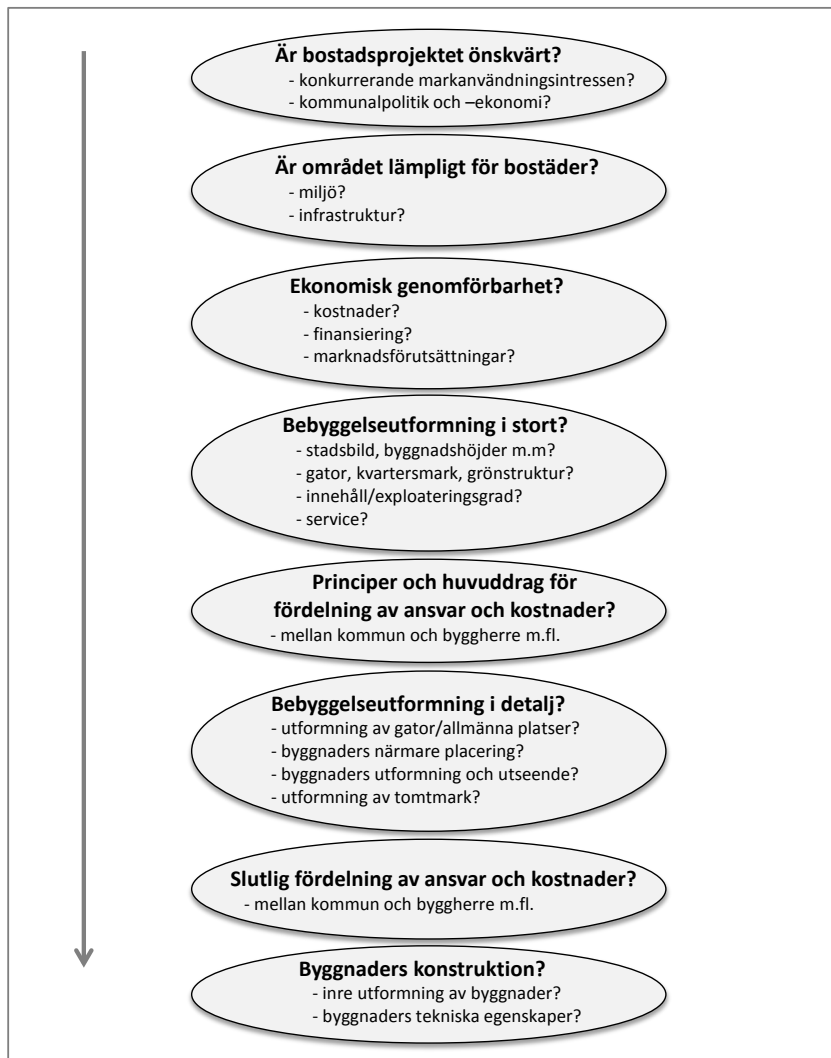 Är bostadsprojektet önskvärt?
- konkurrerande markanvändningsintressen?
- kommunalpolitik och –ekonomi?
Är området lämpligt för bostäder?
- miljö?
- infrastruktur?
Ekonomisk genomförbarhet?
- kostnader?
- finansiering?
- marknadsförutsättningar?
Bebyggelseutformning i stort?
- stadsbild, byggnadshöjder m.m?
- gator, kvartersmark, grönstruktur?
- innehåll/exploateringsgrad?
- service?
Principer och huvuddrag för
fördelning av ansvar och kostnader?
- mellan kommun och byggherre m.fl.
Bebyggelseutformning i detalj?
- utformning av gator/allmänna platser?
- byggnaders närmare placering?
- byggnaders utformning och utseende?
- utformning av tomtmark?
Slutlig fördelning av ansvar och kostnader?
- mellan kommun och byggherre m.fl.
Byggnaders konstruktion?
- inre utformning av byggnader?
- byggnaders tekniska egenskaper?